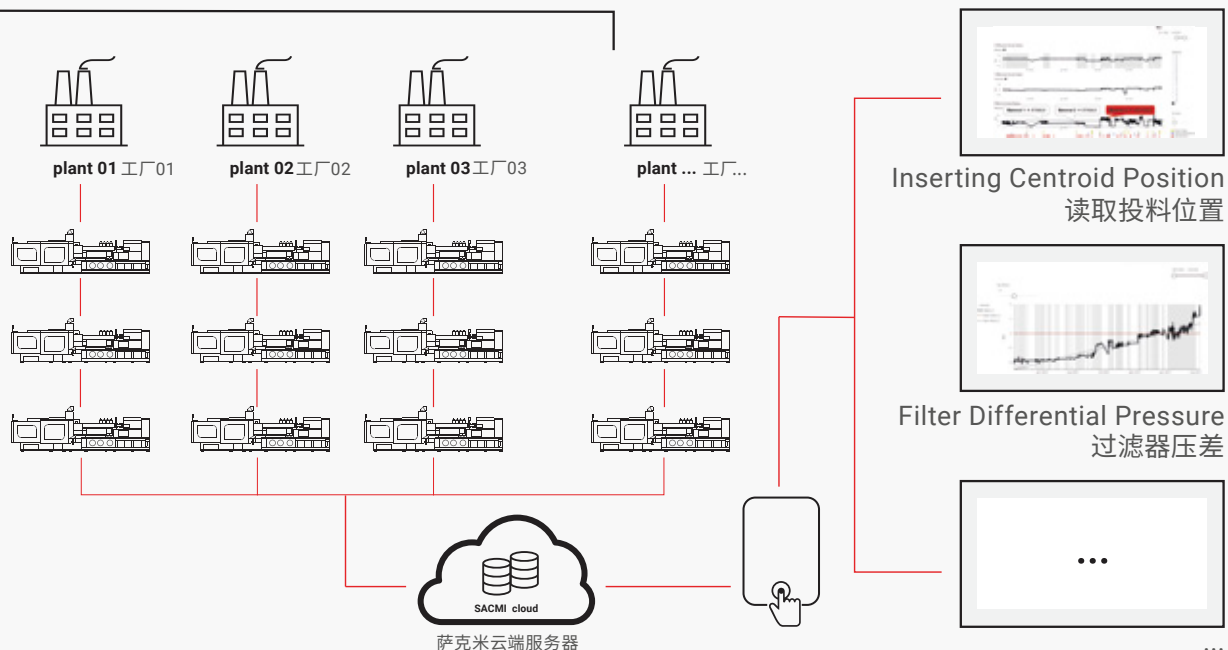 plant 01 工厂01
plant 02 工厂02
plant 03 工厂03
plant ... 工厂...
Inserting Centroid Position
读取投料位置
Filter Differential Pressure
过滤器压差
...
SACMI cloud
萨克米云端服务器
...